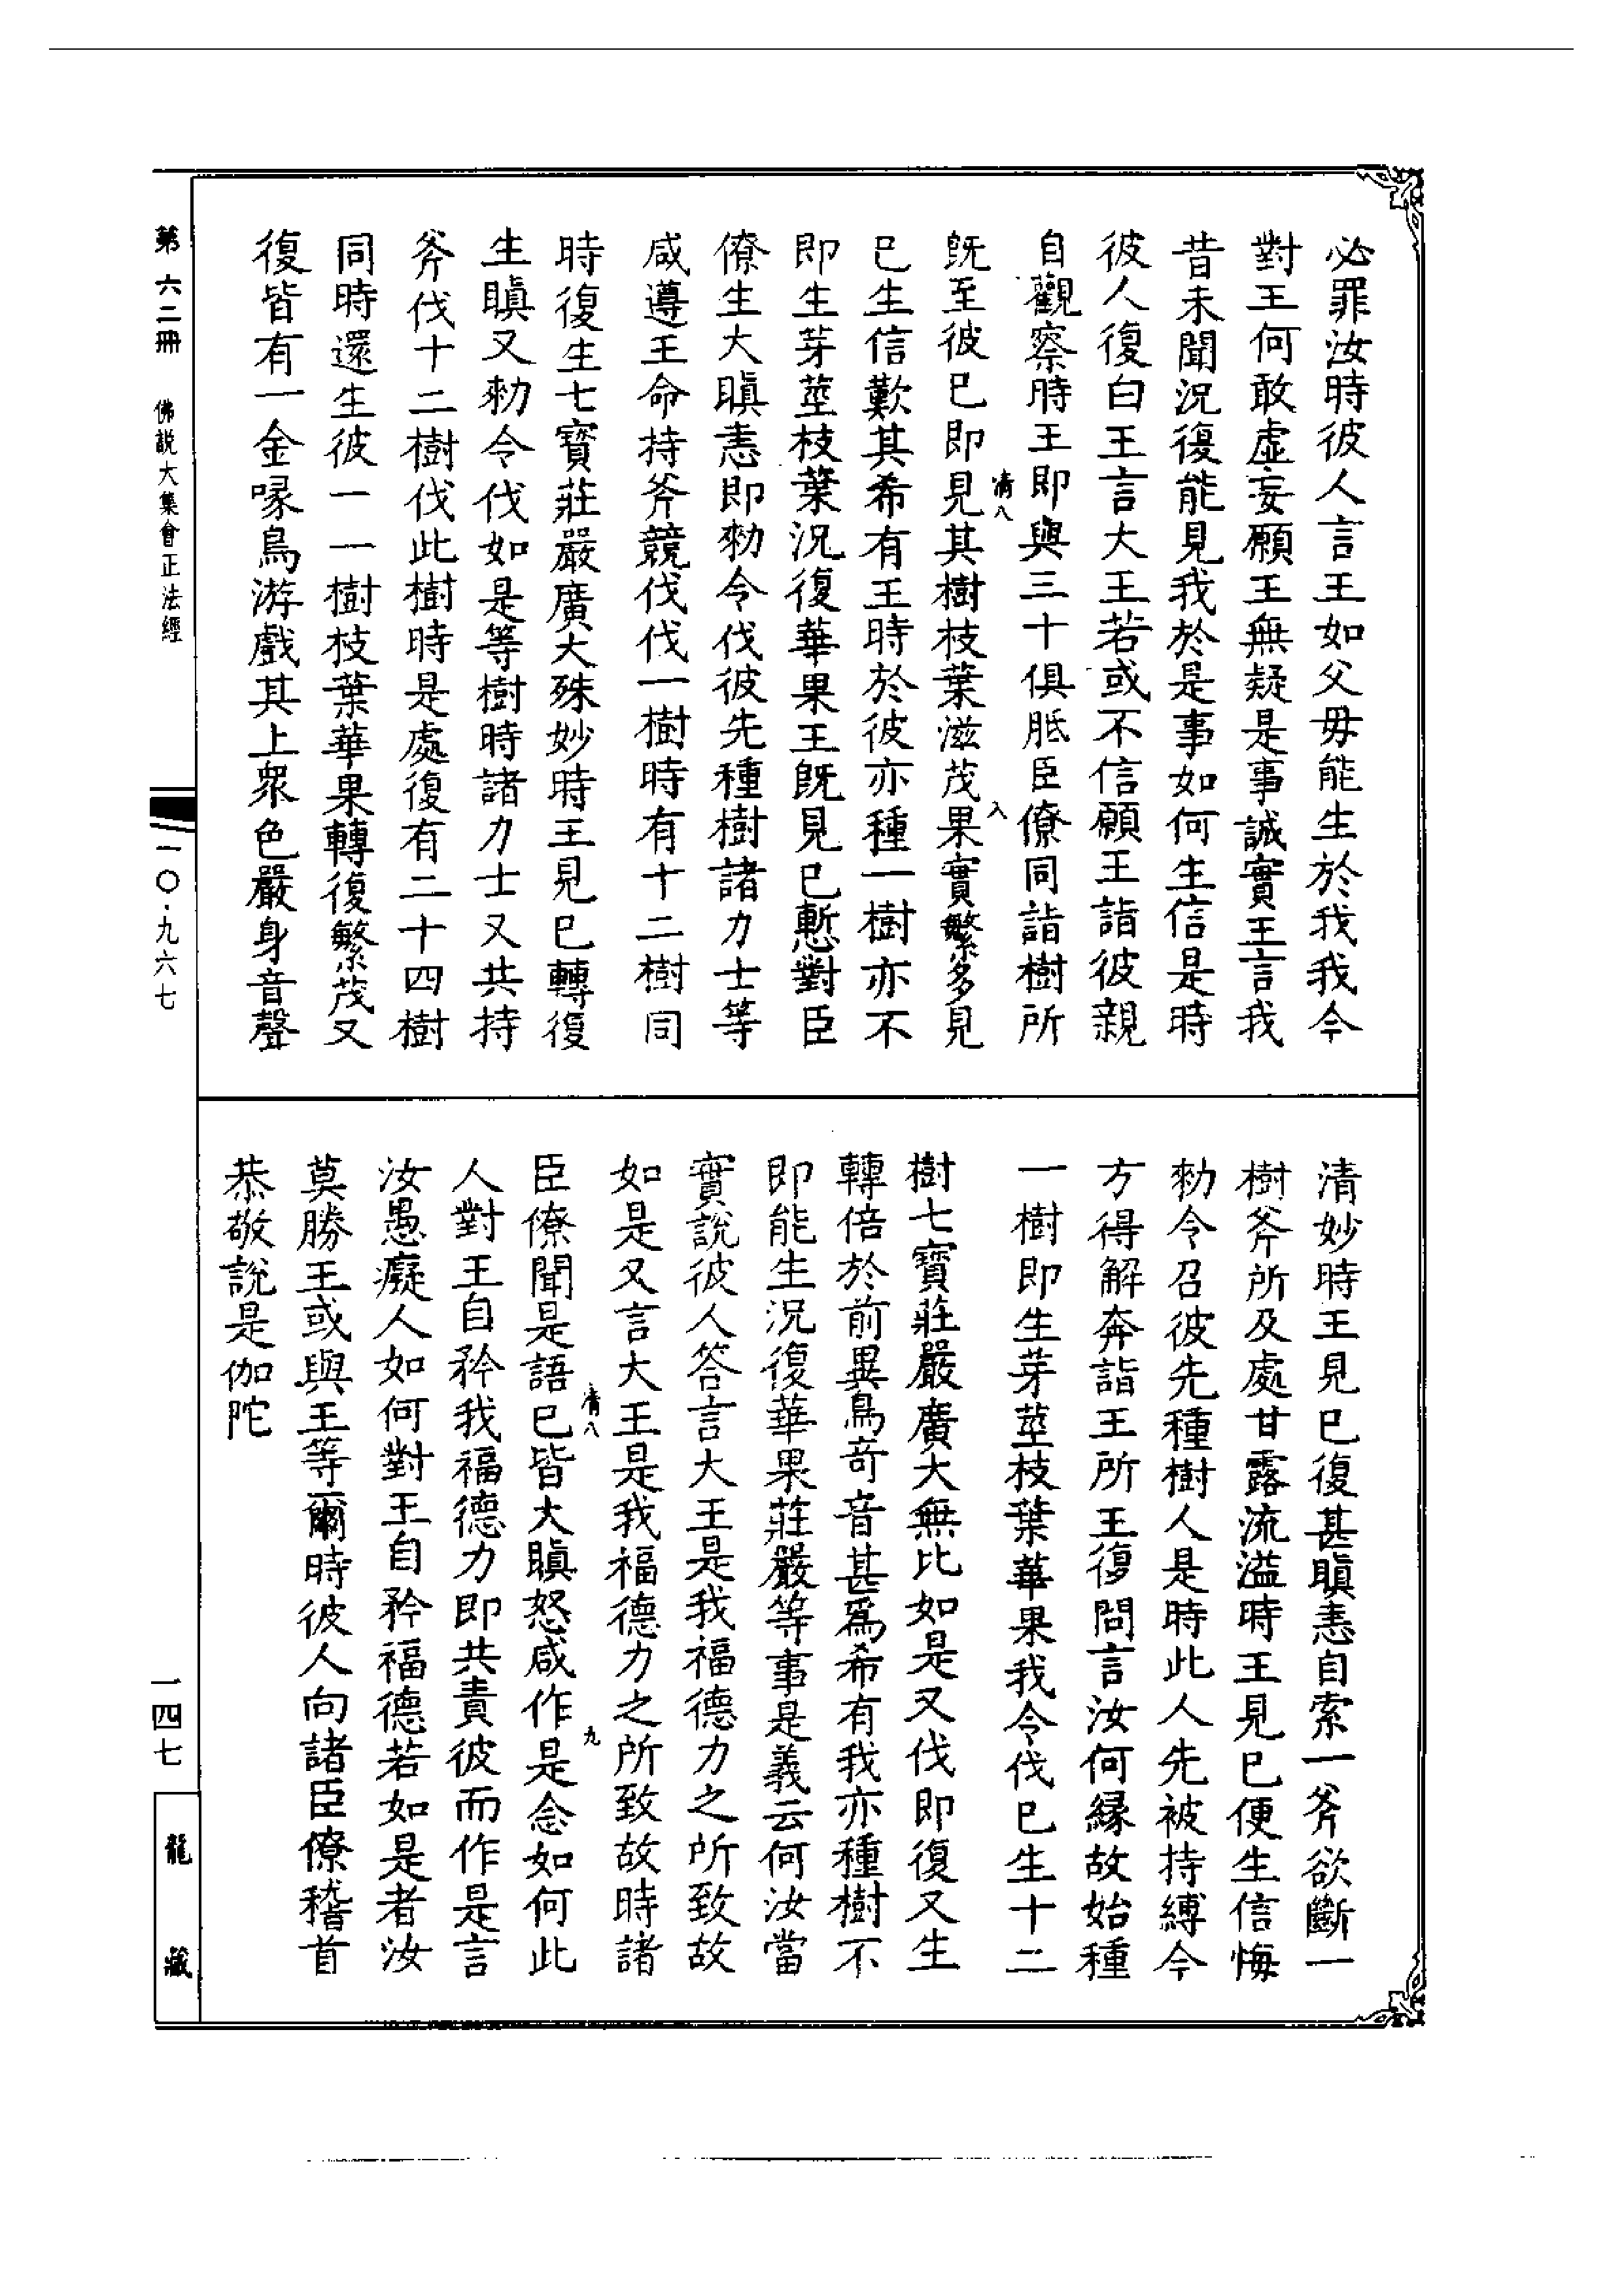 必罪汝時彼人言王如父毋能生於我我今
對王何敢虛妄願王無疑是事誠實王言我
昔未聞況復能見我於是事如何生信是時
彼人復白王言大王若或不信願王詣彼親
自觀察時王即與三十俱胝臣僚同詣樹所
清八
入
既至彼已即見其樹枝葉滋茂果實繁多見
已生信歎其希有王時於彼亦種一樹亦不
即生芽莖枝葉況復華果王既見已慙對臣
僚生大瞋恚即勑令伐彼先種樹諸力士等
咸遵王命持斧競伐伐一樹時有十二樹同
時復生七寶莊嚴廣大殊妙時王見已轉復
生瞋又勑令伐如是等樹時諸力士又共持
斧伐十二樹伐此樹時是處復有二十四樹
同時還生彼一一樹枝葉華果轉復繁茂又
復皆有一金喙鳥游戲其上衆色嚴身音聲
清妙時王見已復甚瞋恚自索一斧欲斷一
樹斧所及處甘露流溢時王見已便生信悔
勑令召彼先種樹人是時此人先被持縛今
方得解奔詣王所王復問言汝何緣故始種
一樹即生芽莖枝葉華果我令伐已生十二
樹七寶莊嚴廣大無比如是又伐即復又生
轉倍於前異鳥奇音甚爲希有我亦種樹不
即能生況復華果莊嚴等事是義云何汝當
實說彼人答言大王是我福德力之所致故
如是又言大王是我福德力之所致故時諸
清八
九
臣僚聞是語已皆大瞋怒咸作是念如何此
人對王自矜我福德力即共責彼而作是言
汝愚癡人如何對王自矜福德若如是者汝
莫勝王或與王等爾時彼人向諸臣僚稽首
恭敬說是伽陀
第六二冊 佛說大集會正法經
一〇·九六七
一四七
龍藏